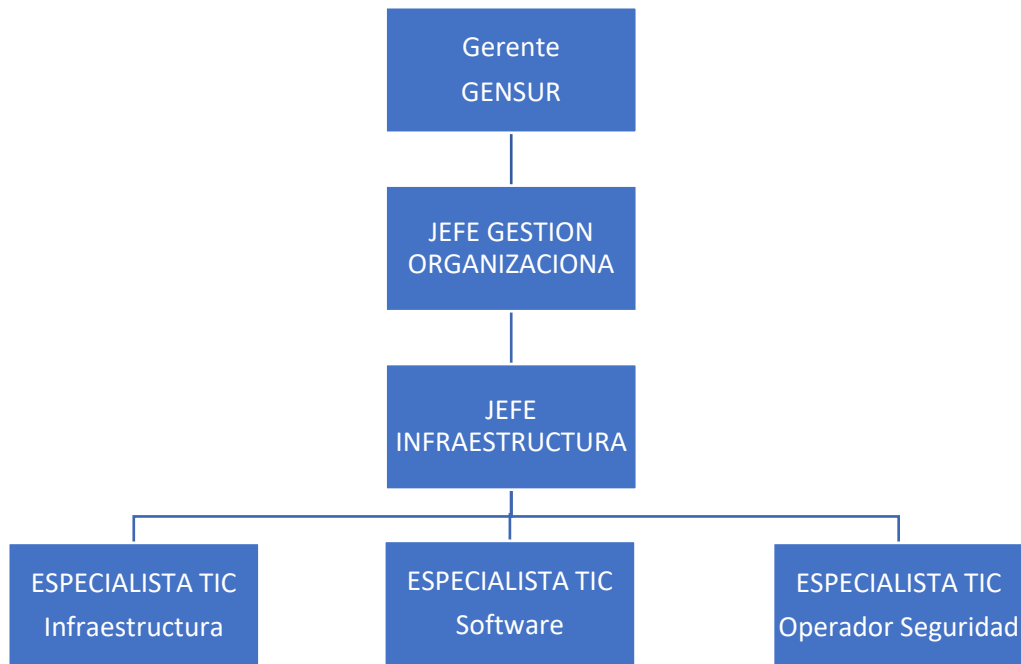 Gerente
GENSUR
JEFE GESTION
ORGANIZACIONA
JEFE
INFRAESTRUCTURA
ESPECIALISTA TIC
Infraestructura
ESPECIALISTA TIC
Software
ESPECIALISTA TIC
Operador Seguridad